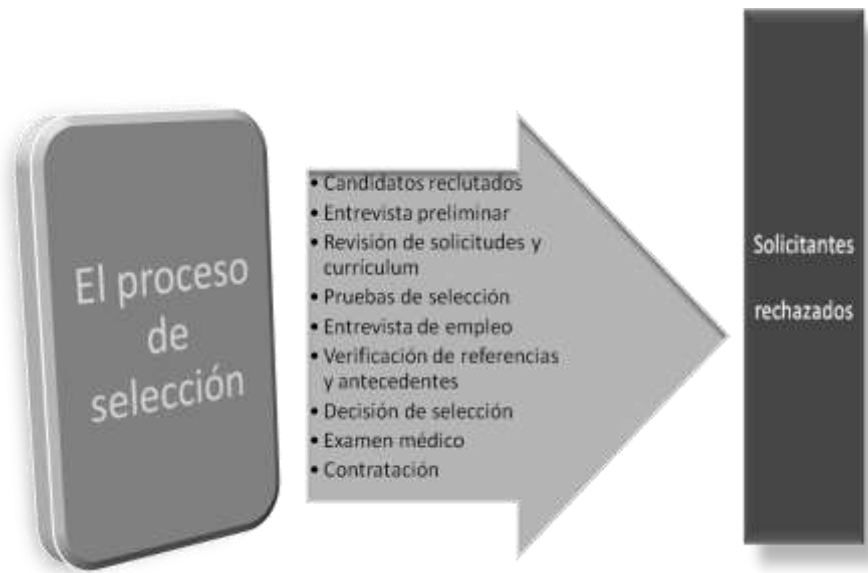 El proceso
de
selección
• Candidatos reclutados
• Entrevista preliminar
• Revisión de solicitudes y
curriculum
• Pruebas de selección
• Entrevista de empleo
• Verificación de referencias
y antecedentes
• Decisión de selección
• Examen médico
• Contratación
Solicitantes
rechazados